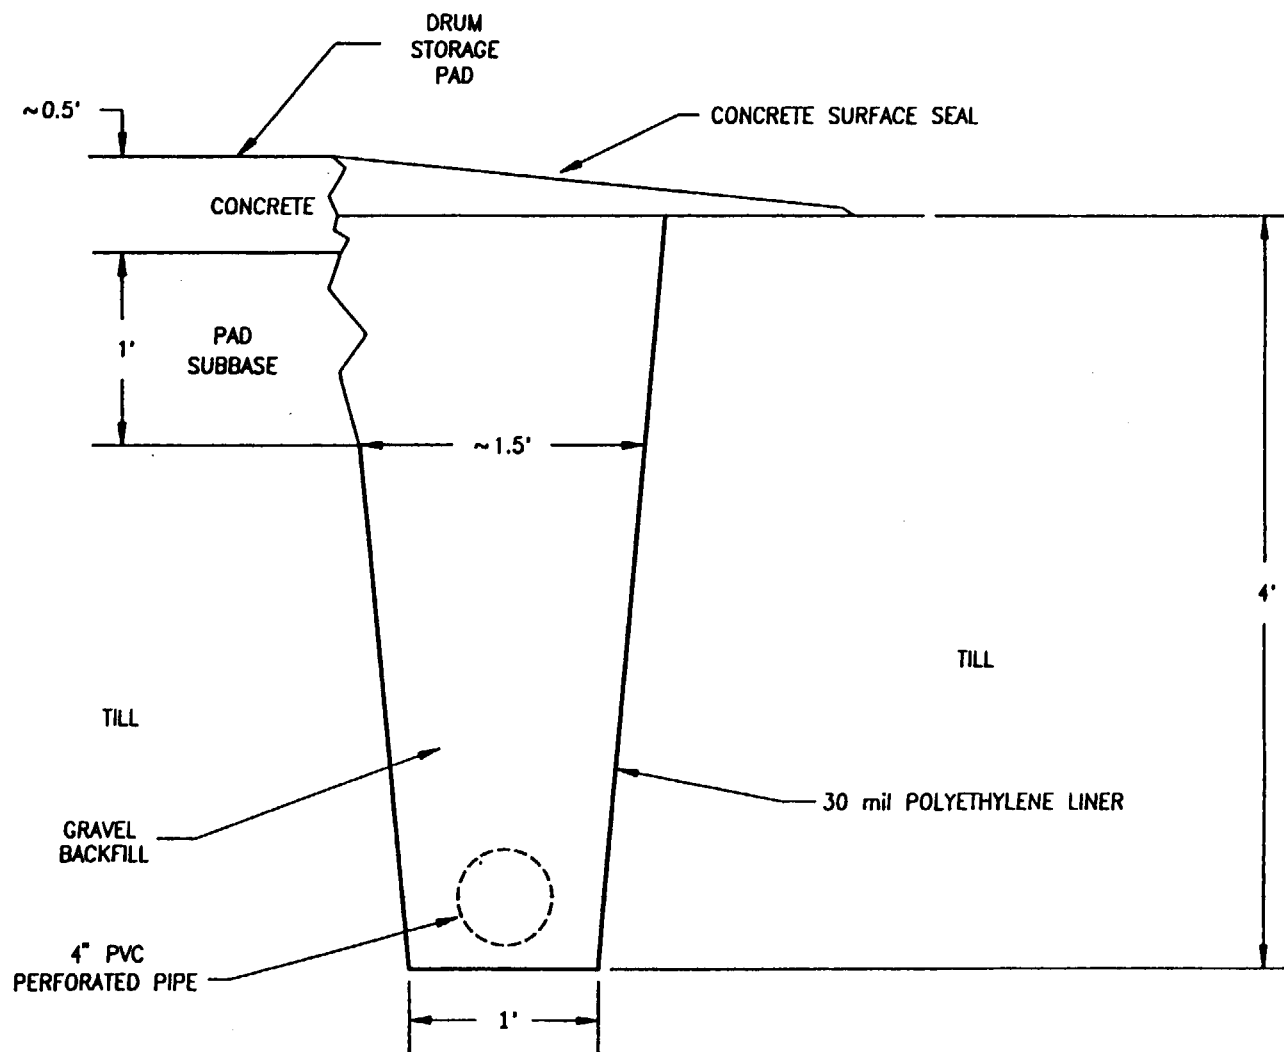 DRUM
STORAGE
PAD
~0.5'
CONCRETE SURFACE SEAL
CONCRETE
1'
PAD
SUBBASE
~1.5'
4'
TILL
TILL
30 mil POLYETHYLENE LINER
GRAVEL
BACKFILL
4" PVC
PERFORATED PIPE
1'